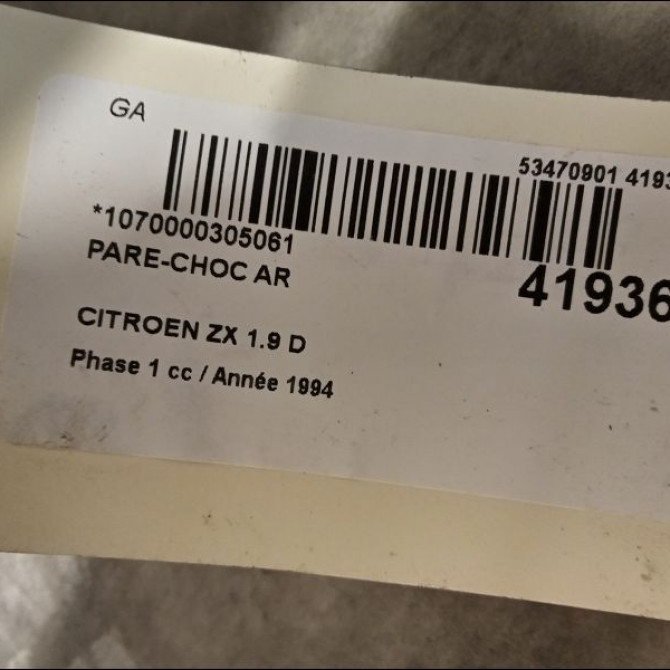 GA
53470901 4193
*1070000305061
PARE-CHOC AR
41936
CITROEN ZX 1.9 D
Phase 1 cc / Année 1994